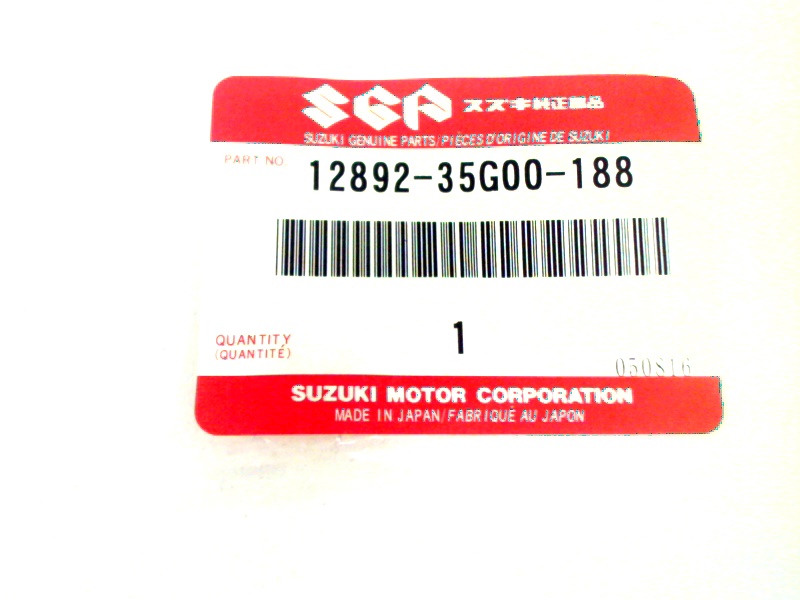 SGP スズキ純正部品
SUZUKI GENUINE PARTS/PIÈCES D'ORIGINE DE SUZUKI
PART NO
12892-35G00-188
QUANTITY
(QUANTITÉ)
1
050816
SUZUKI MOTOR CORPORATION
MADE IN JAPAN/FABRIQUÉ AU JAPON